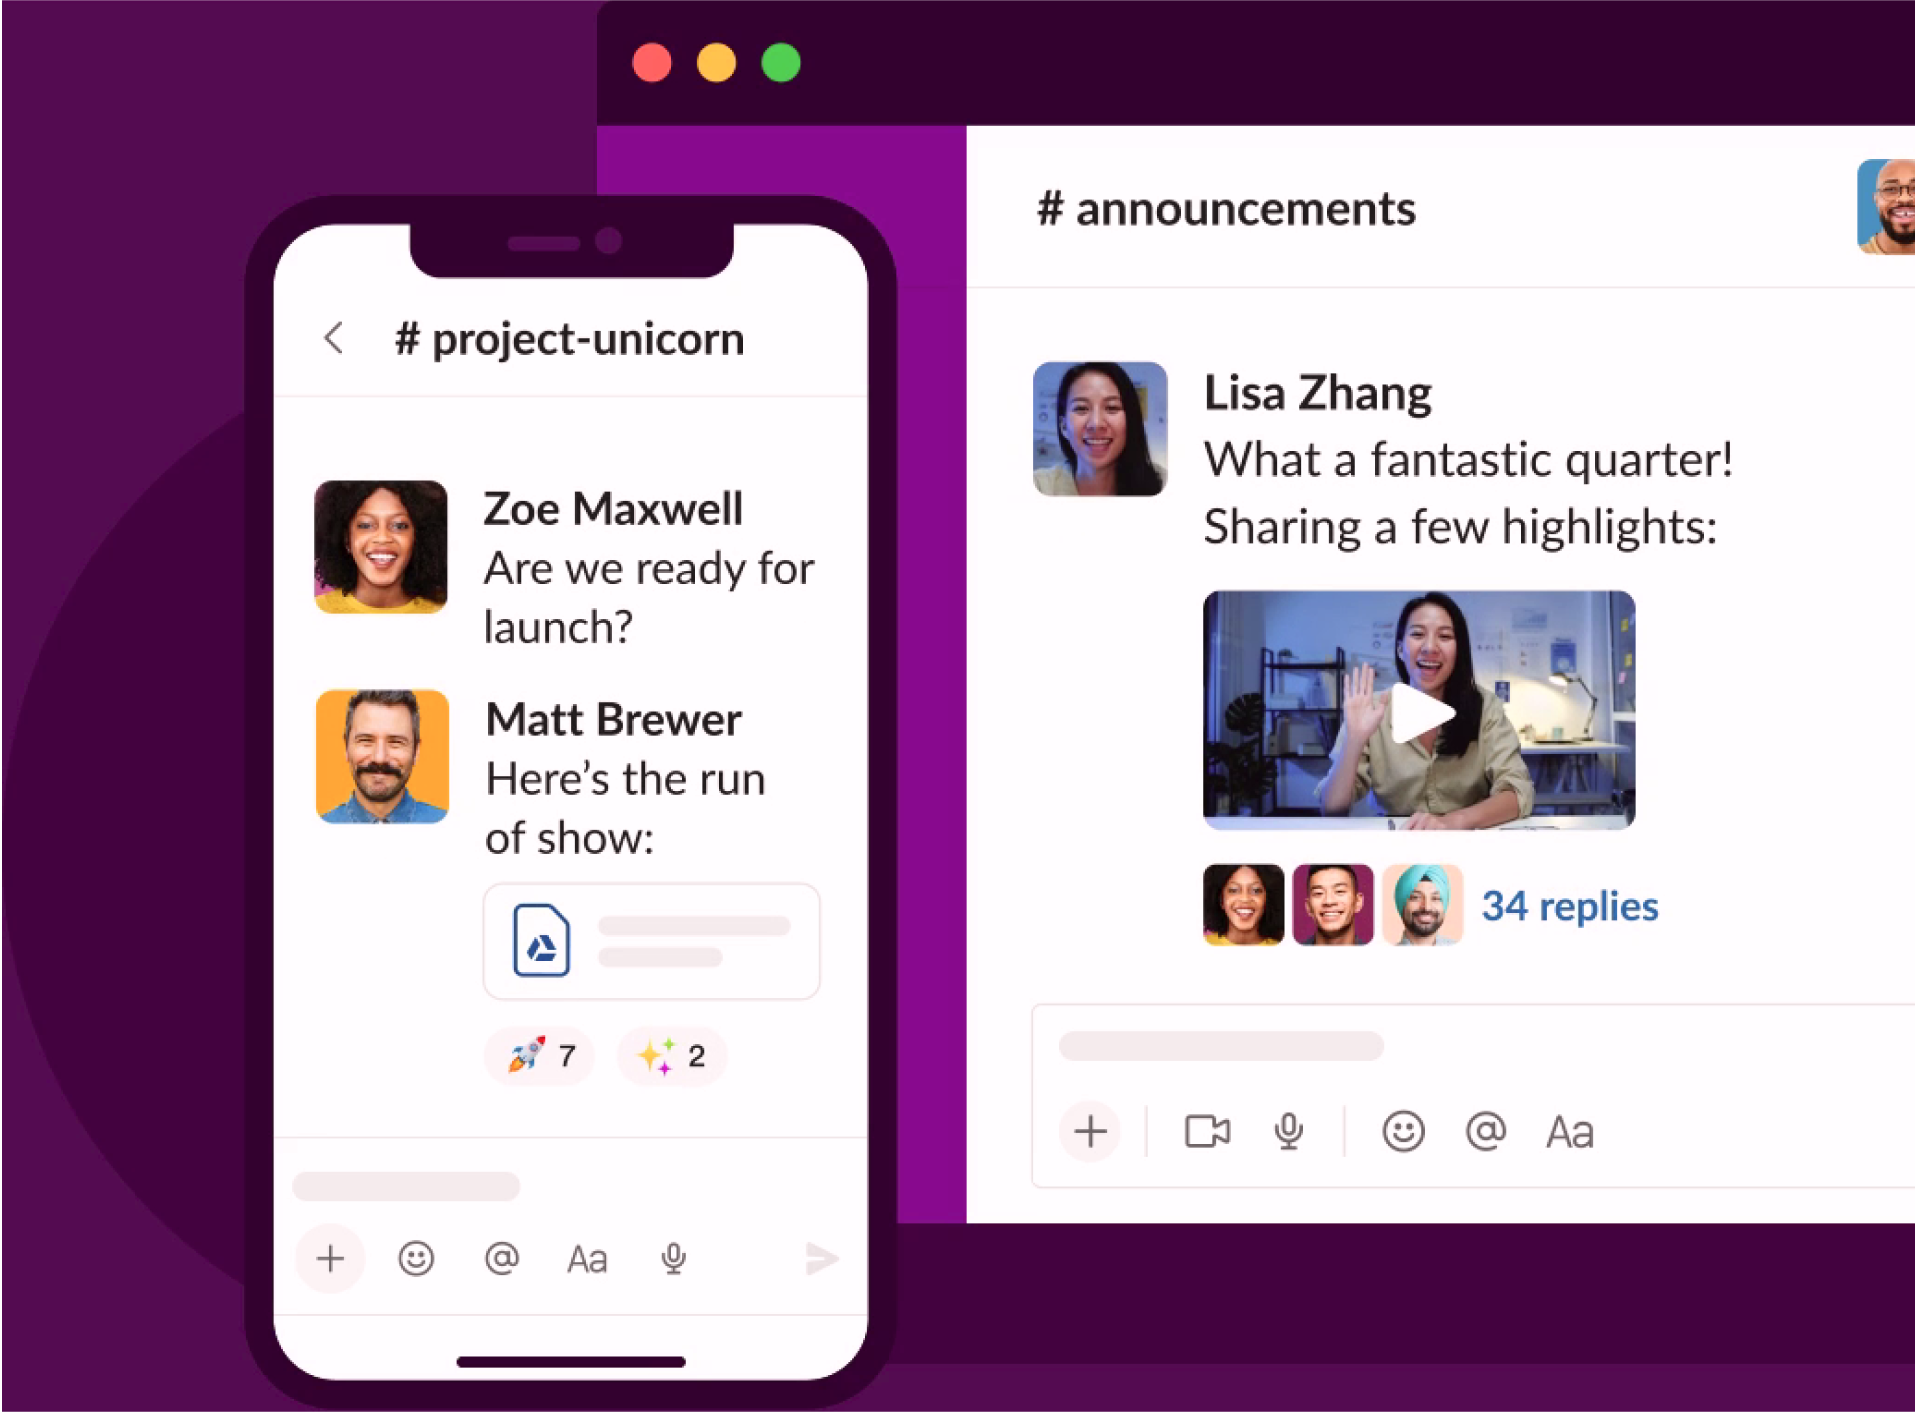 # project-unicorn
Zoe Maxwell
Are we ready for
launch?
Matt Brewer
Here’s the run
of show:
7
2
@
Aa
# announcements
Lisa Zhang
What a fantastic quarter!
Sharing a few highlights:
34 replies
@
Aa